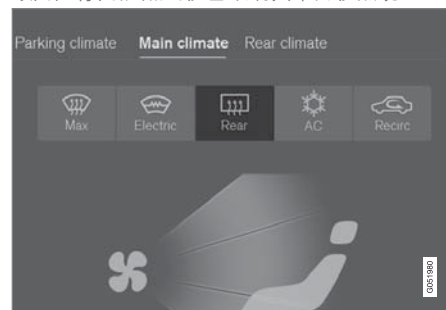 Parking climate Main climate Rear climate
Max Electric Rear AC Recirc
G051980